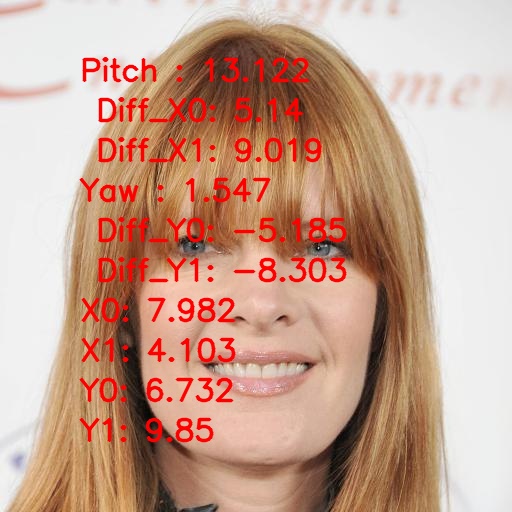 Pitch : 13.122
Diff_X0: 5.14
Diff_X1: 9.019
Yaw : 1.547
Diff_Y0: -5.185
Diff_Y1: -8.303
X0: 7.982
X1: 4.103
Y0: 6.732
Y1: 9.85